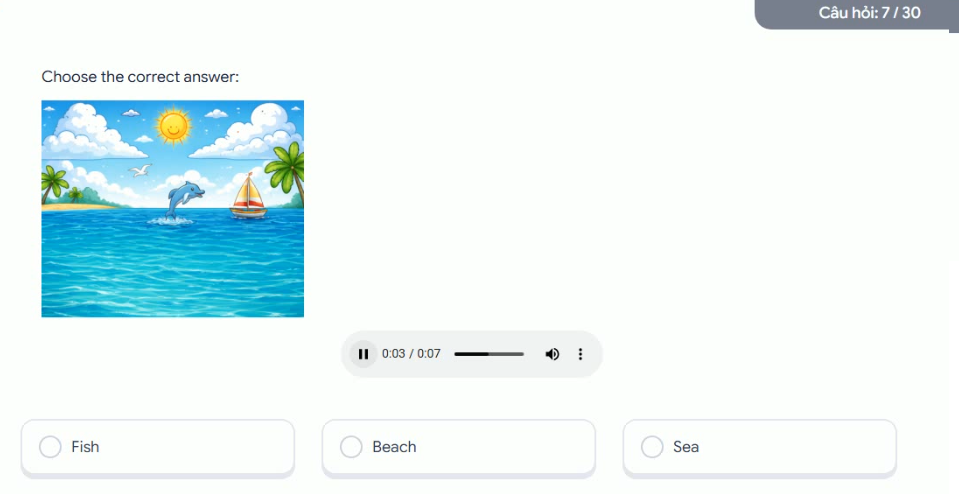 Câu hỏi: 7 / 30
Choose the correct answer:
0:03 / 0:07
Fish
Beach
Sea